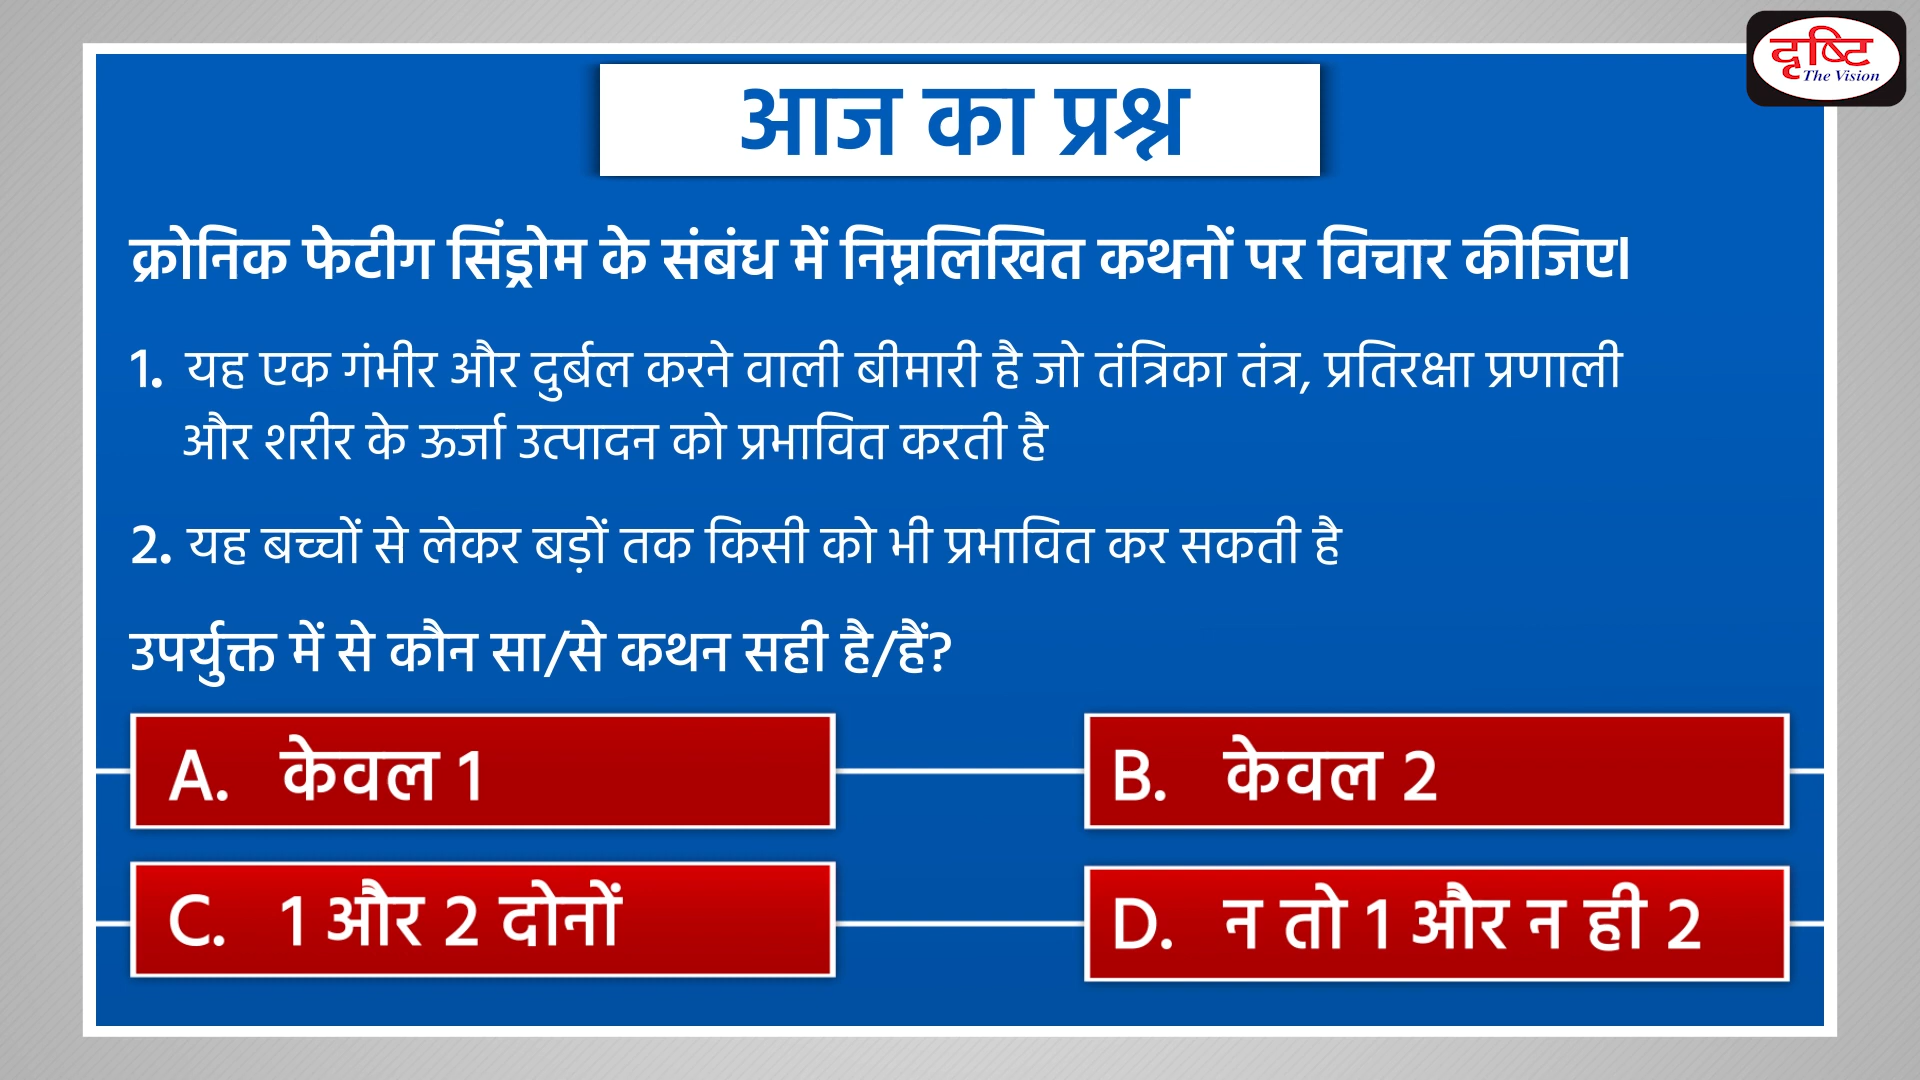 दृष्टि
The Vision
आज का प्रश्न
क्रोनिक फेटीग सिंड्रोम के संबंध में निम्नलिखित कथनों पर विचार कीजिए।
1. यह एक गंभीर और दुर्बल करने वाली बीमारी है जो तंत्रिका तंत्र, प्रतिरक्षा प्रणाली
और शरीर के ऊर्जा उत्पादन को प्रभावित करती है
2. यह बच्चों से लेकर बड़ों तक किसी को भी प्रभावित कर सकती है
उपर्युक्त में से कौन सा/से कथन सही है/हैं?
A. केवल 1
B. केवल 2
C. 1 और 2 दोनों
D. न तो 1 और न ही 2